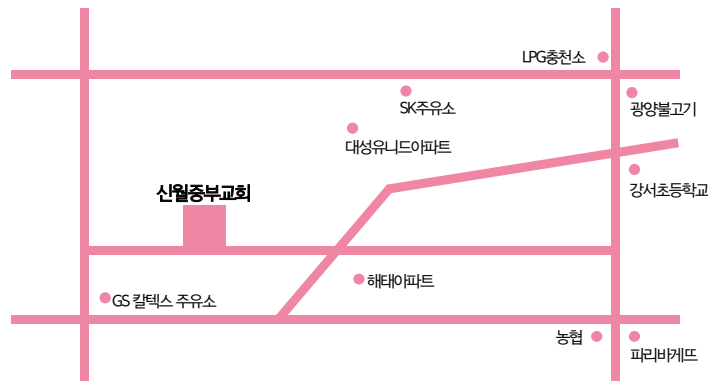 LPG충천소
SK주유소
광양불고기
대성유니드아파트
강서초등학교
신월중부교회
해태아파트
GS 칼텍스 주유소
농협
파리바게뜨